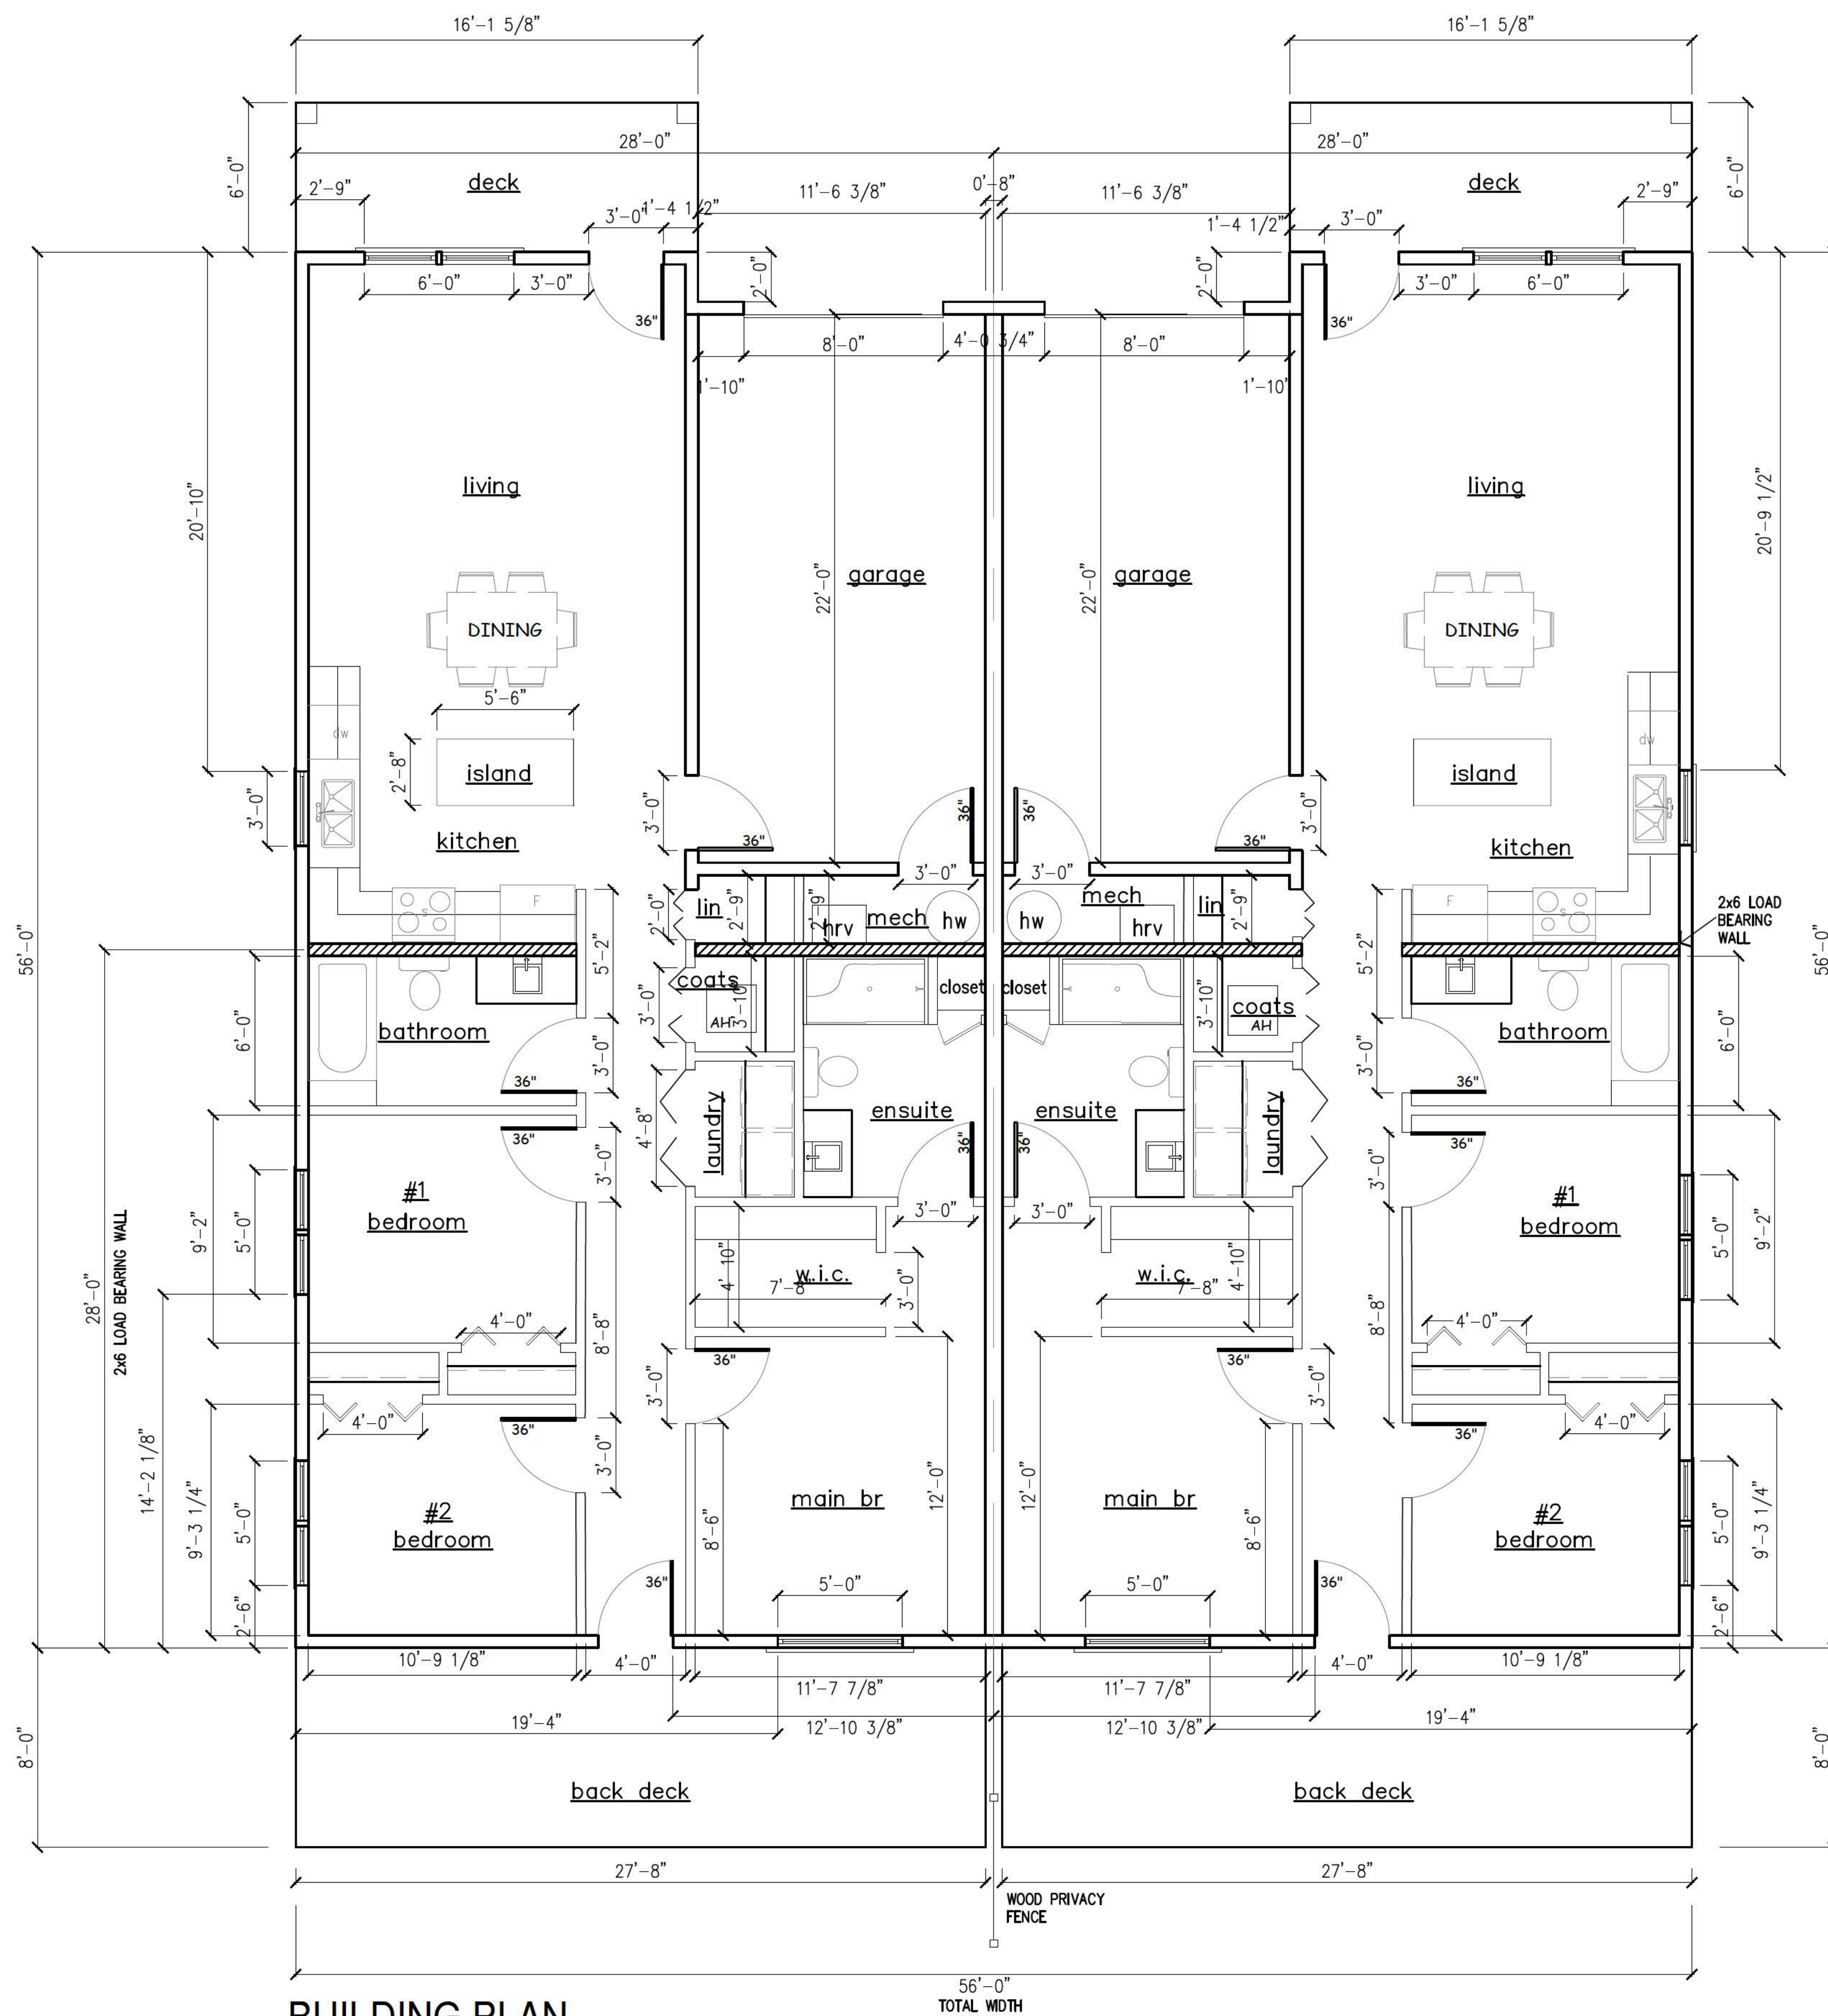 16'-1 5/8" 16'-1 5/8"
28'-0" 28'-0"
6'-0" deck deck 6'-0"
2'-9" 11'-6 3/8" 0'-8" 11'-6 3/8" 2'-9"
3'-0" 1'-4 1/2" 1'-4 1/2" 3'-0"
6'-0" 3'-0" 2'-0" 2'-0" 3'-0" 6'-0"
36" 36"
8'-0" 4'-0 3/4" 8'-0"
1'-10" 1'-10"
living living
20'-10" 20'-9 1/2"
garage garage
22'-0" 22'-0"
DINING DINING
5'-6"
dw dw
2'-8" island island
3'-0" 3'-0" 36" 36" 3'-0"
kitchen 36" 36" kitchen
3'-0" 3'-0"
F F
S S
2'-0" lin 2'-9" 2'-9" hrv mech hw hw mech hrv lin 2'-9"
2x6 LOAD
BEARING
WALL
56'-0" 56'-0"
5'-2" 5'-2"
coats closet closet coats
3'-0" AH 3'-10" 3'-10" AH
6'-0" bathroom bathroom 6'-0"
3'-0" 3'-0"
36" 36"
4'-8" laundry ensuite ensuite laundry
36" 36" 36" 36"
3'-0" 3'-0"
#1 #1
bedroom bedroom
3'-0" 3'-0"
9'-2" 5'-0" 5'-0" 9'-2"
28'-0" 2x6 LOAD BEARING WALL
4'-10" w.i.c. w.i.c. 4'-10"
7'-8" 3'-0" 7'-8"
4'-0" 8'-8" 8'-8" 4'-0"
36" 36"
3'-0" 3'-0"
4'-0" 36" 36" 4'-0"
3'-0"
14'-2 1/8" 9'-3 1/4" 5'-0" 5'-0" 9'-3 1/4"
#2 main br main br #2
bedroom bedroom
8'-6" 12'-0" 12'-0" 8'-6"
36" 5'-0" 5'-0" 36"
2'-6" 2'-6"
10'-9 1/8" 4'-0" 4'-0" 10'-9 1/8"
11'-7 7/8" 11'-7 7/8"
19'-4" 12'-10 3/8" 12'-10 3/8" 19'-4"
8'-0" 8'-0"
back deck back deck
27'-8" 27'-8"
WOOD PRIVACY
FENCE
56'-0"
TOTAL WIDTH
BUILDING PLAN